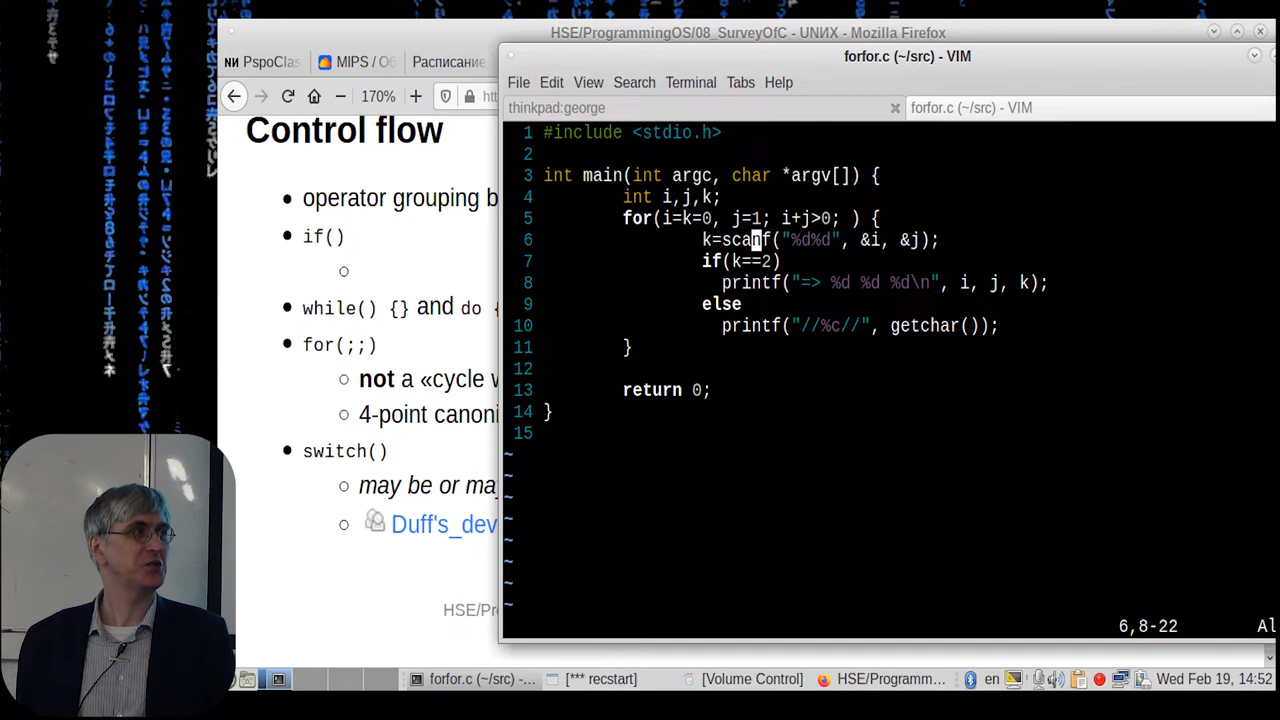 HSE/ProgrammingOS/08_SurveyOfC - UNИX — Mozilla Firefox
forfor.c (~/src) - VIM
ИИ PspoClas
MIPS / Об
Расписание
170%
File Edit View Search Terminal Tabs Help
thinkpad:george
forfor.c (~/src) - VIM
Control flow
operator grouping b
if()
while() {} and do {
for(;;)
not a «cycle w
4-point canoni
switch()
may be or ma
Duff's_dev
HSE/Pr
1 #include <stdio.h>
2
3 int main(int argc, char *argv[]) {
4 int i,j,k;
5 for(i=k=0, j=1; i+j>0; ) {
6 k=scanf("%d%d", &i, &j);
7 if(k==2)
8 printf("=> %d %d %d\n", i, j, k);
9 else
10 printf("//%c//", getchar());
11 }
12
13 return 0;
14 }
15
~
~
~
~
~
~
~
~
6,8-22 Al
forfor.c (~/src) - VIM
[*** recstart]
[Volume Control]
HSE/Programm...
en
Wed Feb 19, 14:52